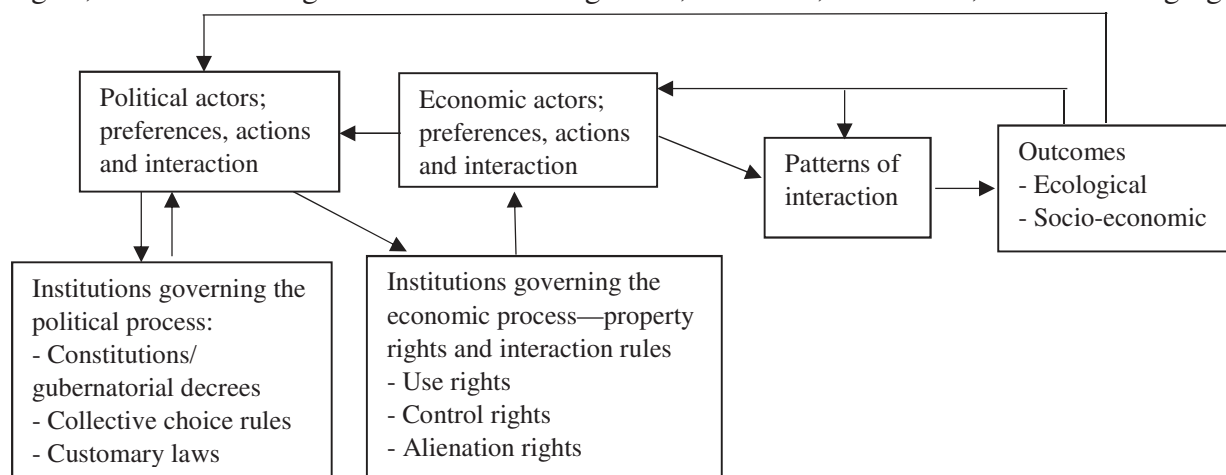 Political actors;
preferences, actions
and interaction
Economic actors;
preferences, actions
and interaction
Patterns of
interaction
Outcomes
- Ecological
- Socio-economic
Institutions governing the
political process:
- Constitutions/
gubernatorial decrees
- Collective choice rules
- Customary laws
Institutions governing the
economic process—property
rights and interaction rules
- Use rights
- Control rights
- Alienation rights